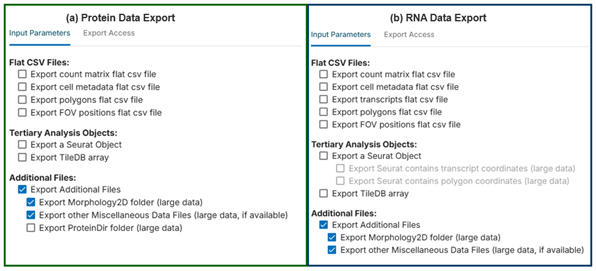 (a) Protein Data Export
Input Parameters Export Access
Flat CSV Files:
Export count matrix flat csv file
Export cell metadata flat csv file
Export polygons flat csv file
Export FOV positions flat csv file
Tertiary Analysis Objects:
Export a Seurat Object
Export TileDB array
Additional Files:
Export Additional Files
Export Morphology2D folder (large data)
Export other Miscellaneous Data Files (large data, if available)
Export ProteinDir folder (large data)
(b) RNA Data Export
Input Parameters Export Access
Flat CSV Files:
Export count matrix flat csv file
Export cell metadata flat csv file
Export transcripts flat csv file
Export polygons flat csv file
Export FOV positions flat csv file
Tertiary Analysis Objects:
Export a Seurat Object
Export Seurat contains transcript coordinates (large data)
Export Seurat contains polygon coordinates (large data)
Export TileDB array
Additional Files:
Export Additional Files
Export Morphology2D folder (large data)
Export other Miscellaneous Data Files (large data, if available)